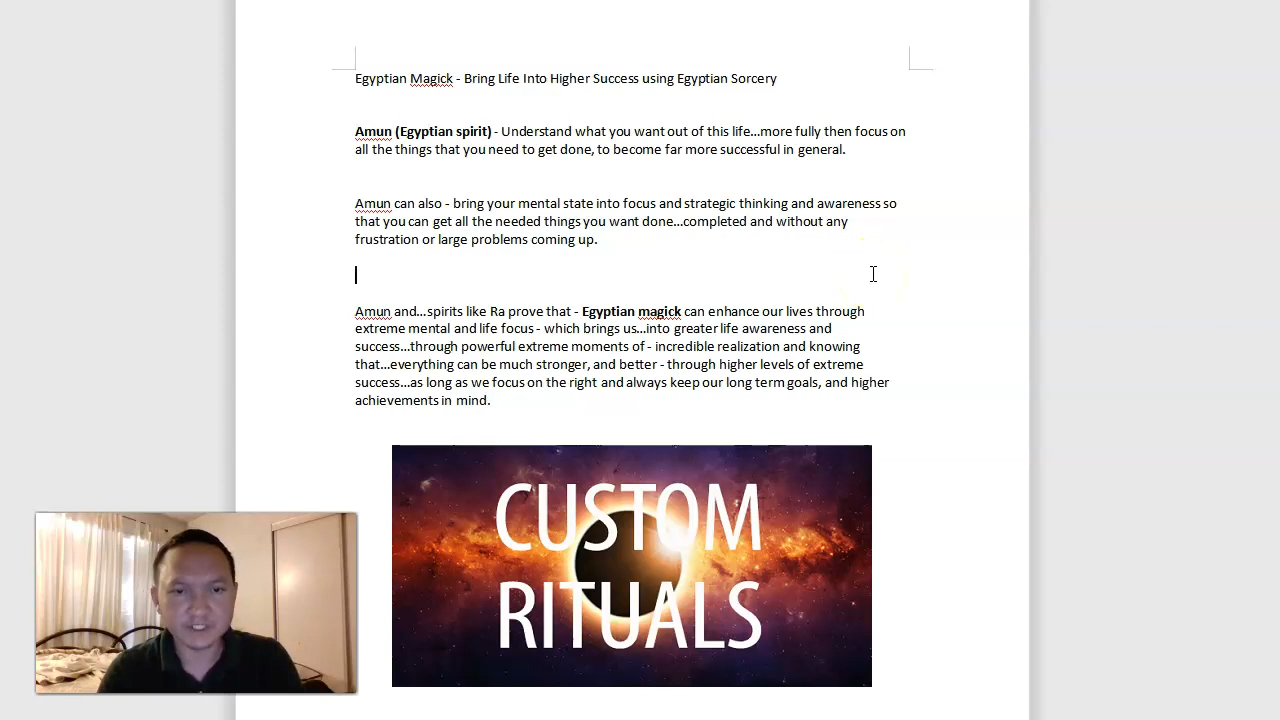 Egyptian Magick - Bring Life Into Higher Success using Egyptian Sorcery
Amun (Egyptian spirit) - Understand what you want out of this life...more fully then focus on
all the things that you need to get done, to become far more successful in general.
Amun can also - bring your mental state into focus and strategic thinking and awareness so
that you can get all the needed things you want done...completed and without any
frustration or large problems coming up.
Amun and...spirits like Ra prove that - Egyptian magick can enhance our lives through
extreme mental and life focus - which brings us...into greater life awareness and
success...through powerful extreme moments of - incredible realization and knowing
that...everything can be much stronger, and better - through higher levels of extreme
success...as long as we focus on the right and always keep our long term goals, and higher
achievements in mind.
CUSTOM
RITUALS